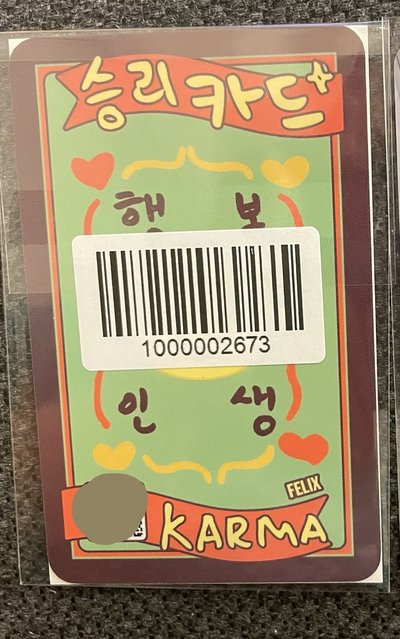 승리 카드
행 복
1000002673
인 생
FELIX
KARMA